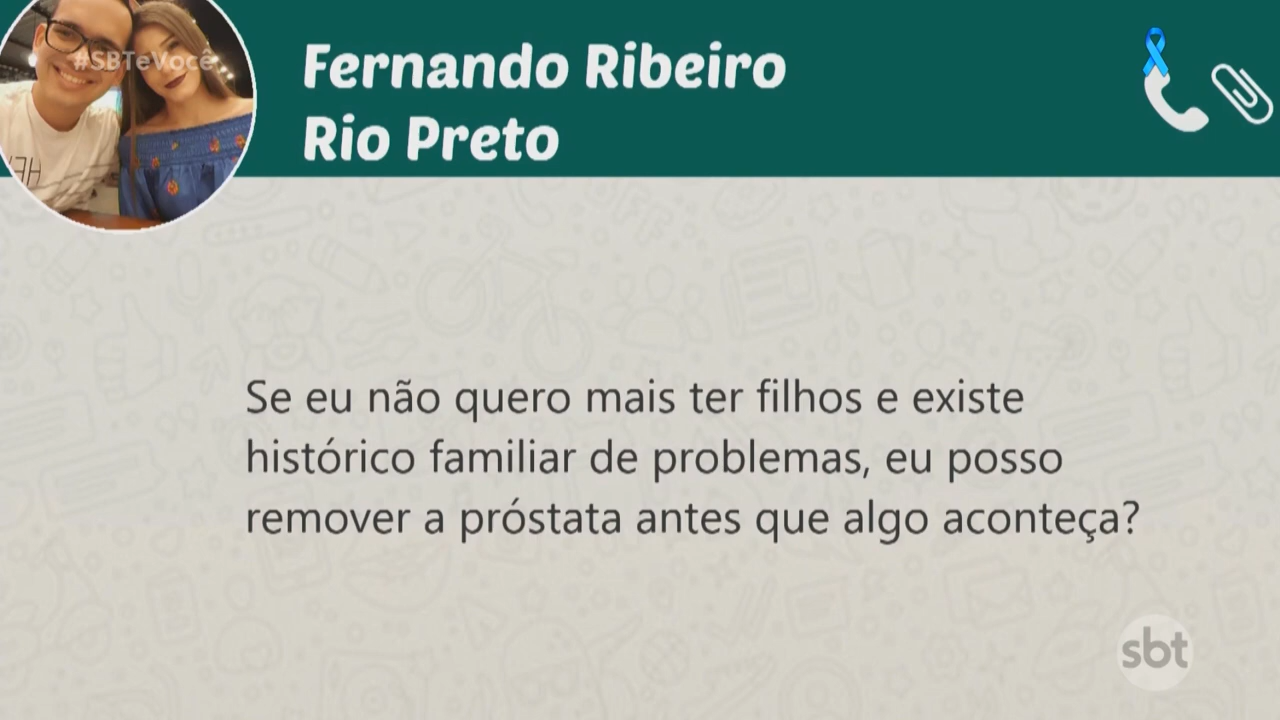 #SBTeVocê
Fernando Ribeiro
Rio Preto
Se eu não quero mais ter filhos e existe
histórico familiar de problemas, eu posso
remover a próstata antes que algo aconteça?
sbt